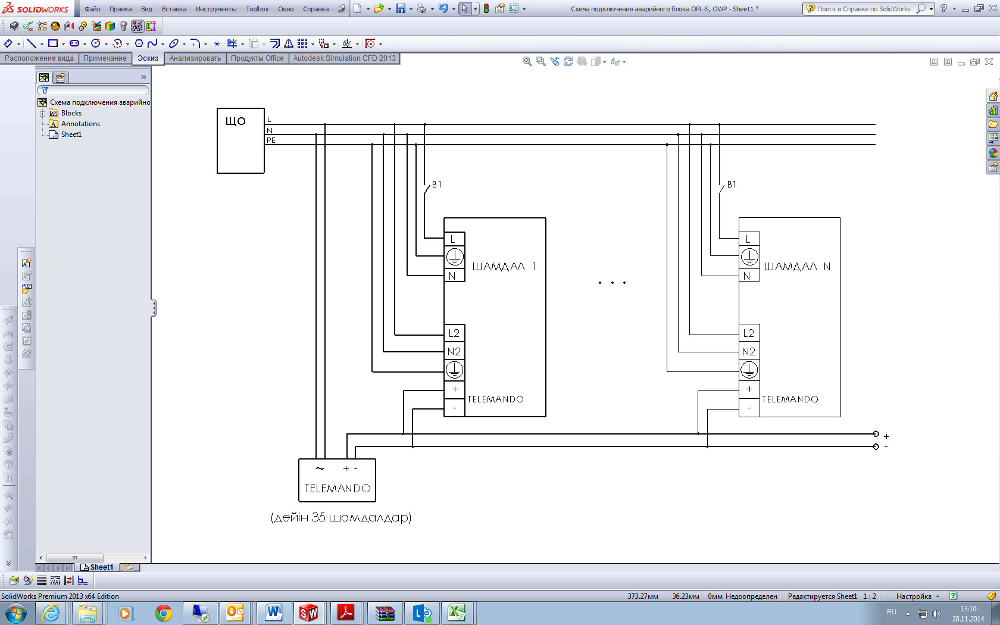 SOLIDWORKS Файл Правка Вид Вставка Инструменты Toolbox Окно Справка Схема подключения аварийного блока OPL-S, OWP - Sheet1 * Поиск в Справке по SolidWorks
Расположение вида Примечание Эскиз Анализировать Продукты Office Autodesk Simulation CFD 2013
Схема подключения аварийно
Blocks
Annotations
Sheet1
ЩО
L
N
PE
В1
В1
L
N
ШАМДАЛ 1
L2
N2
+
-
TELEMANDO
. . .
L
N
ШАМДАЛ N
L2
N2
+
-
TELEMANDO
+
-
~ + -
TELEMANDO
(дейін 35 шамдалдар)
Sheet1
SolidWorks Premium 2013 x64 Edition 373.27мм 36.23мм 0мм Недоопределен Редактируется Sheet1 1 : 2 Настройка
RU 13:10
28.11.2014